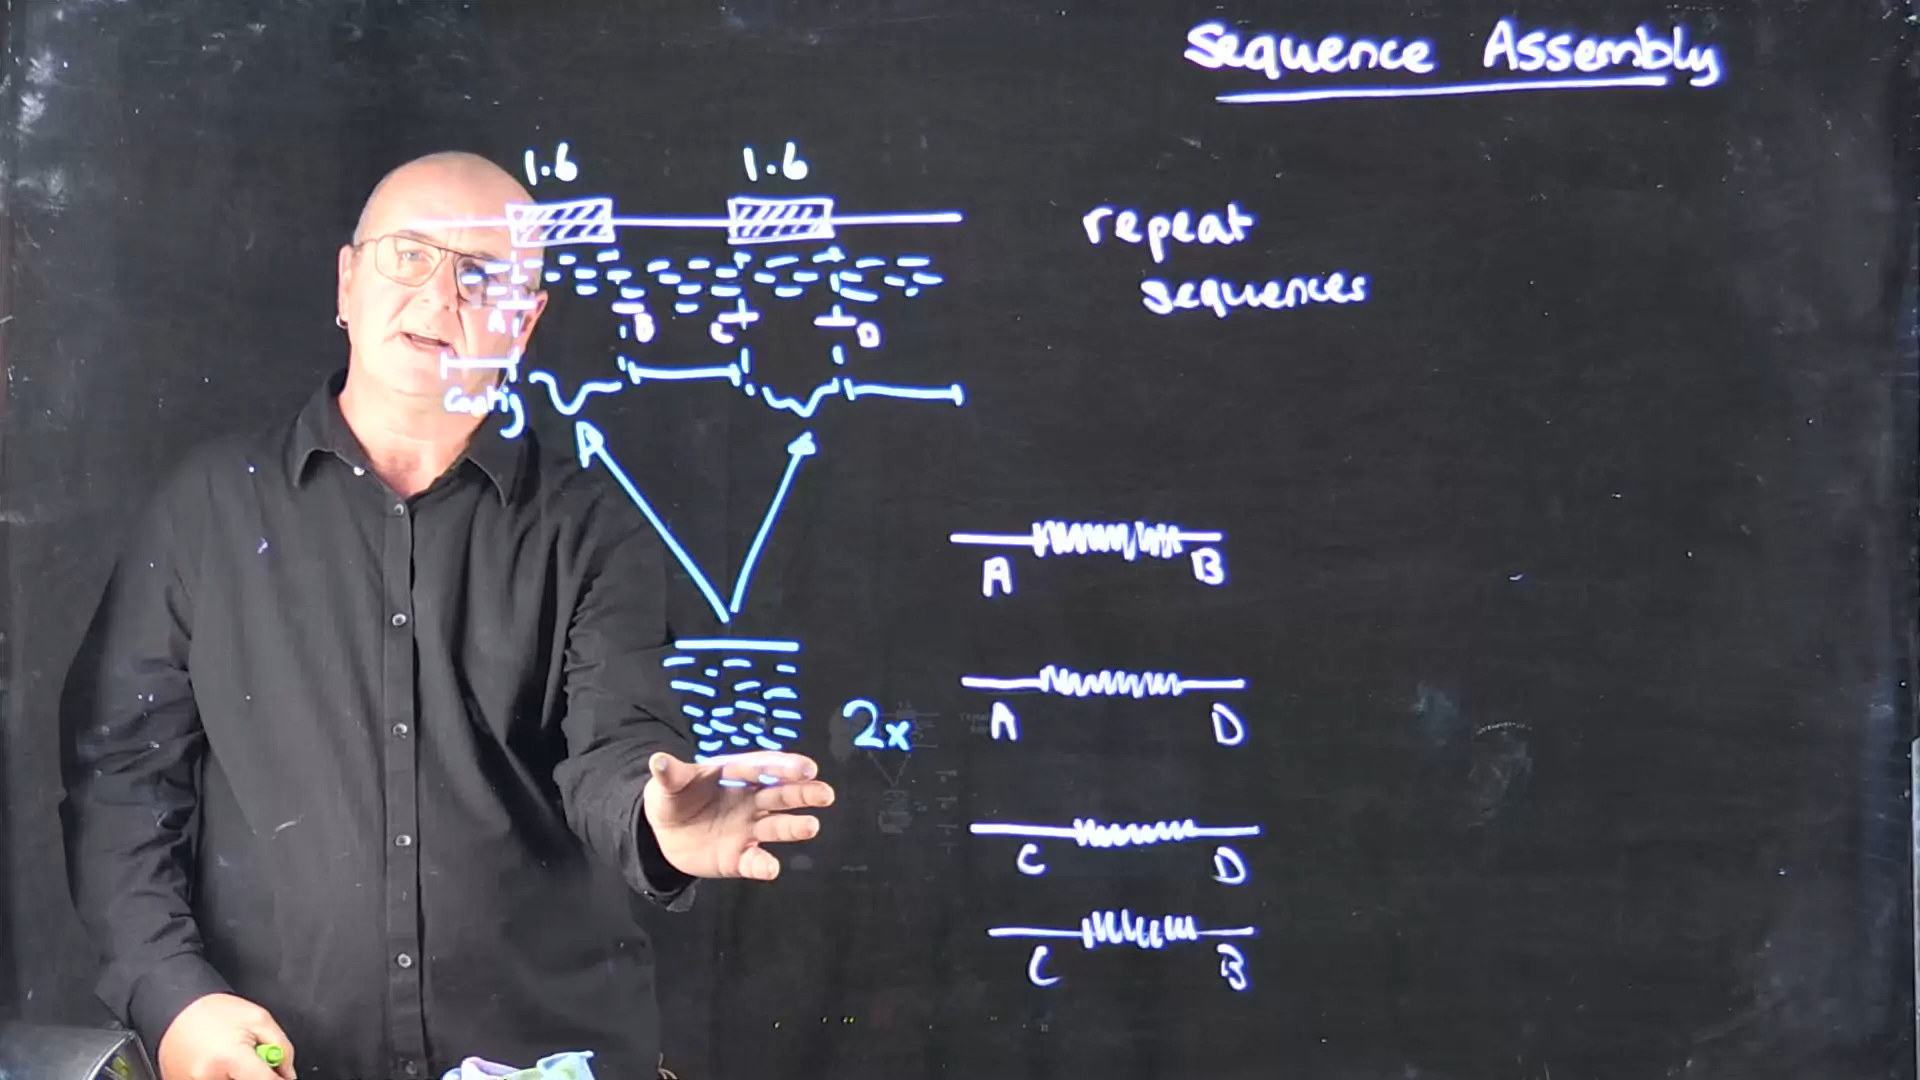 Sequence Assembly
1.6 1.6
repeat
sequences
A B C D
Contig
A B
2x
A D
C D
C B